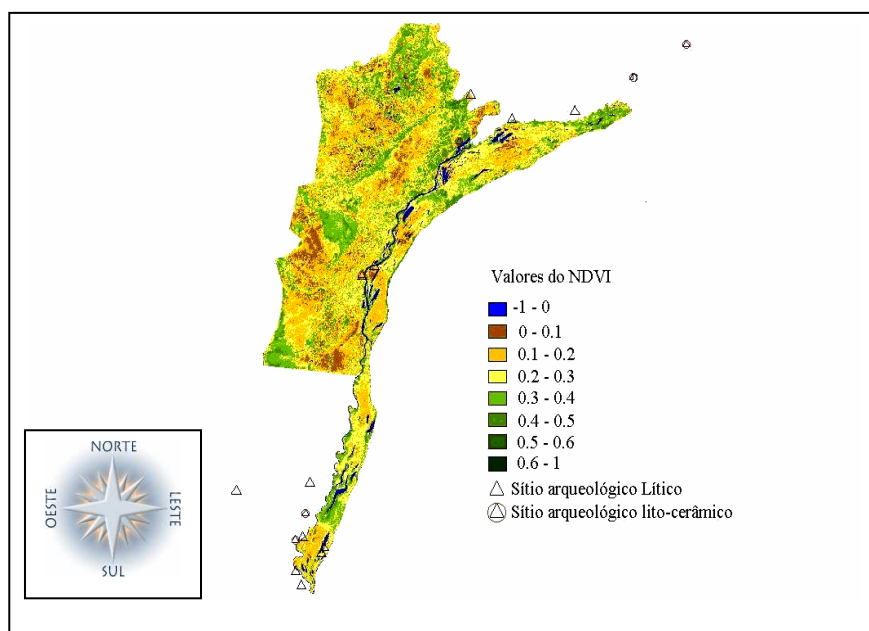 Valores do NDVI
-1 - 0
0 - 0.1
0.1 - 0.2
0.2 - 0.3
0.3 - 0.4
0.4 - 0.5
0.5 - 0.6
0.6 - 1
Sítio arqueológico Lítico
Sítio arqueológico lito-cerâmico
NORTE
OESTE
LESTE
SUL